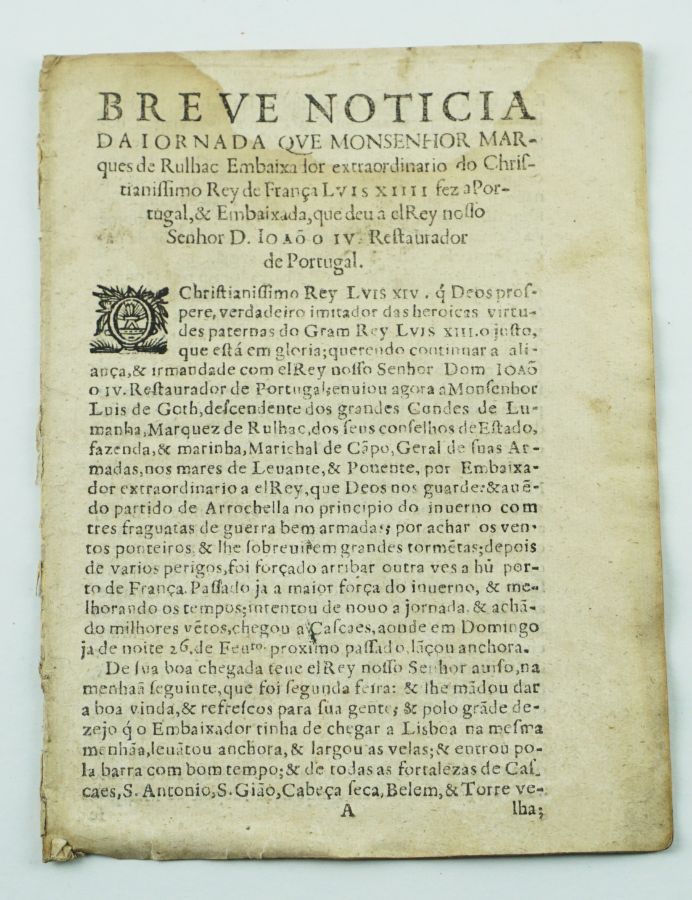 BREVE NOTICIA
DA IORNADA QVE MONSENHOR MAR-
ques de Rulhac Embaixador extraordinario do Chriſ-
tianiſſimo Rey de França LVIS XIIII fez a Por-
tugal, & Embaixada, que deu a elRey noſſo
Senhor D. IOAÕ O IV. Reſtaurador
de Portugal.
O Chriſtianiſſimo Rey LVIS XIV. q̃ Deos proſ-
pere, verdadeiro imitador das heroicas virtu-
des paternas do Gram Rey LVIS XIII. o juſto,
que eſtá em gloria; querendo continuar a ali-
ança, & irmandade com elRey noſſo Senhor Dom IOAÕ
o IV. Reſtaurador de Portugal; enuiou agora a Monſenhor
Luis de Goth, deſcendente dos grandes Condes de Lu-
manha, Marquez de Rulhac, dos ſeus conſelhos de Eſtado,
fazenda, & marinha, Marichal de Cãpo, Geral de ſuas Ar-
madas, nos mares de Leuante, & Ponente, por Embaixa-
dor extraordinario a elRey, que Deos nos guarde: & auẽ-
do partido de Arrochella no principio do inuerno com
tres fraguatas de guerra bem armadas; por achar os ven-
tos ponteiros, & lhe ſobreuirem grandes tormẽtas; depois
de varios perigos, foi forçado arribar outra ves a hũ por-
to de França. Paſſado ja a maior força do inuerno, & me-
lhorando os tempos; intentou de nouo a jornada. & achã-
do milhores vẽtos, chegou a Caſcaes, aonde em Domingo
ja de noite 26. de Feuro. proximo paſſado, lãçou anchora.
De ſua boa chegada teue elRey noſſo Senhor auiſo, na
menhaã ſeguinte, que foi ſegunda feira: & lhe mãdou dar
a boa vinda, & refreſcos para ſua gente; & polo grãde de-
zejo q̃ o Embaixador tinha de chegar a Lisboa na meſma
menhãa, leuãtou anchora, & largou as velas; & entrou po-
la barra com bom tempo; & de todas as fortalezas de Caſ-
caes, S. Antonio, S. Gião, Cabeça ſeca, Belem, & Torre ve-
A lha;